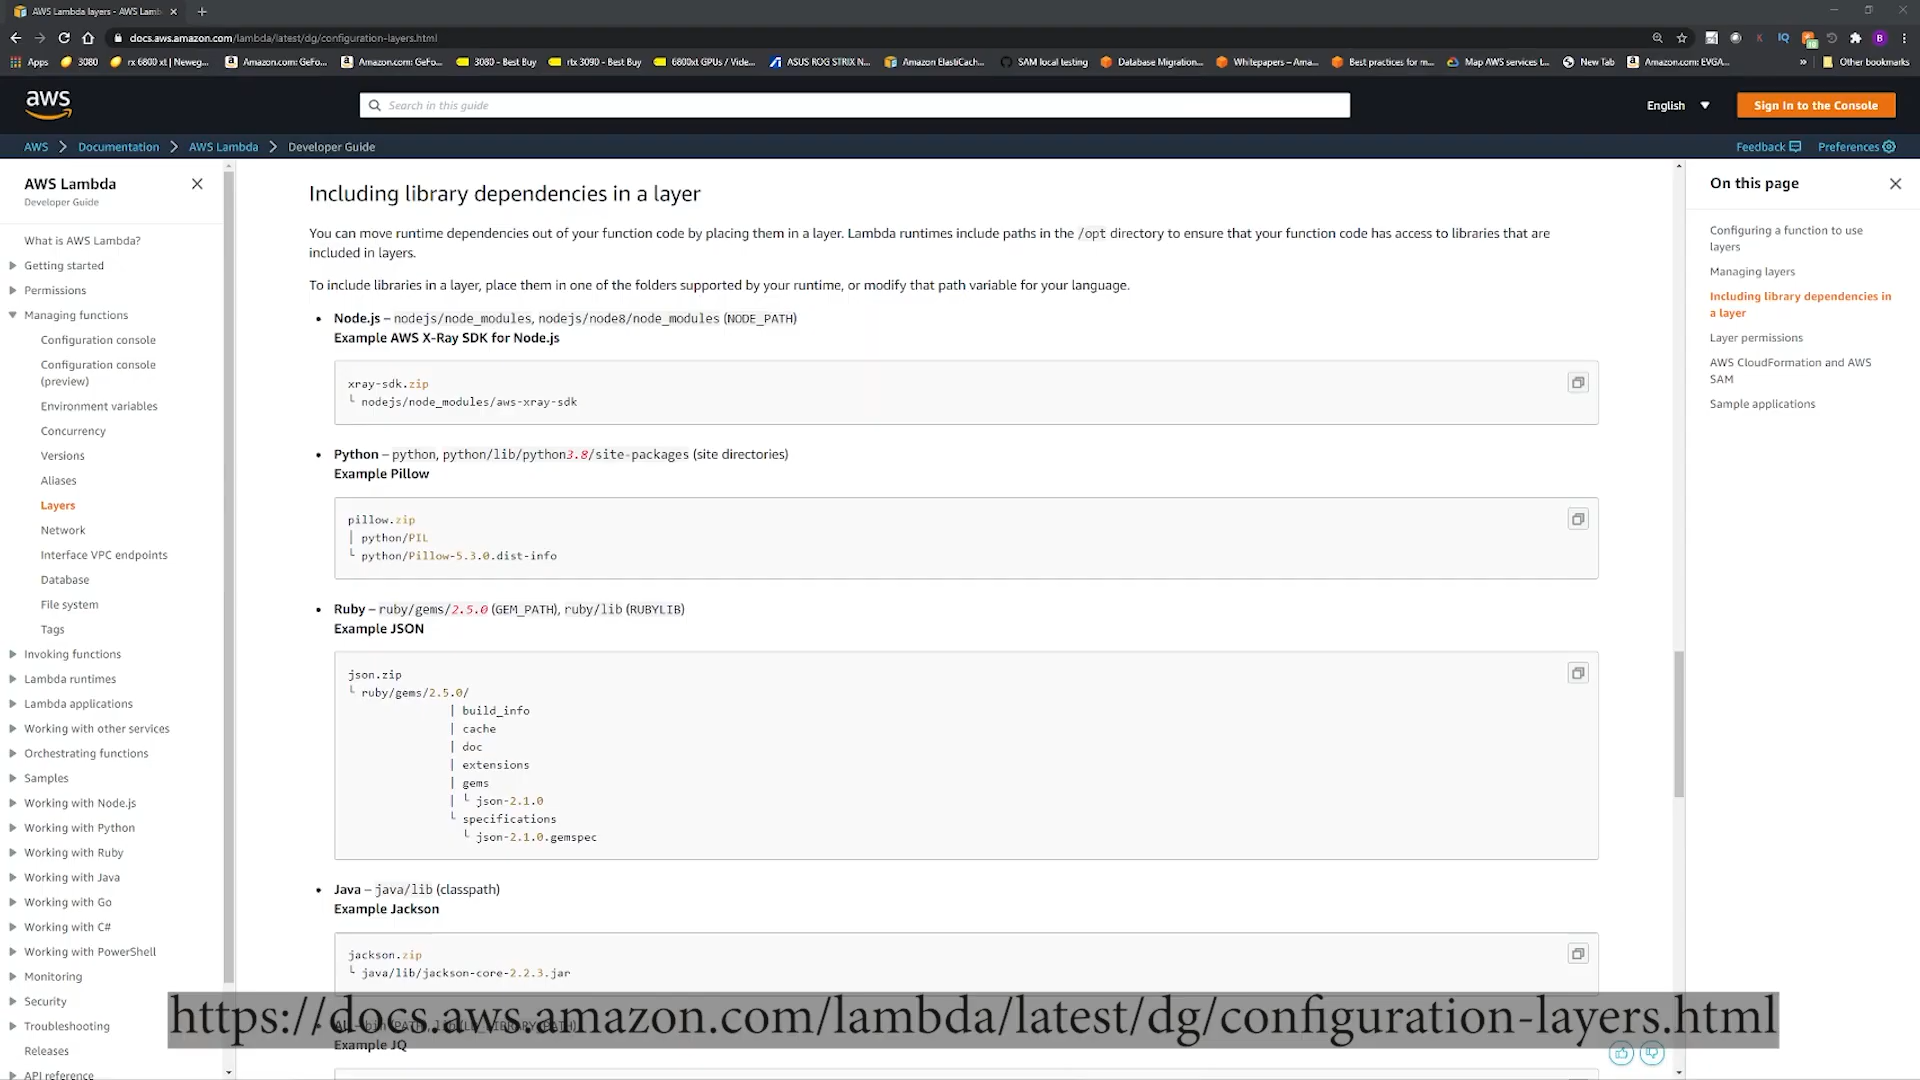 AWS Lambda layers - AWS Lamb
docs.aws.amazon.com/lambda/latest/dg/configuration-layers.html
Apps
3080
rx 6800 xt | Neweg...
Amazon.com: GeFo...
Amazon.com: GeFo...
3080 - Best Buy
rtx 3090 - Best Buy
6800xt GPUs / Vide...
ASUS ROG STRIX N...
Amazon ElastiCach...
SAM local testing
Database Migration...
Whitepapers – Ama...
Best practices for m...
Map AWS services t...
New Tab
Amazon.com: EVGA...
»
Other bookmarks
aws
Search in this guide
English
Sign In to the Console
AWS > Documentation > AWS Lambda > Developer Guide
Feedback
Preferences
AWS Lambda
Developer Guide
What is AWS Lambda?
Getting started
Permissions
Managing functions
Configuration console
Configuration console
(preview)
Environment variables
Concurrency
Versions
Aliases
Layers
Network
Interface VPC endpoints
Database
File system
Tags
Invoking functions
Lambda runtimes
Lambda applications
Working with other services
Orchestrating functions
Samples
Working with Node.js
Working with Python
Working with Ruby
Working with Java
Working with Go
Working with C#
Working with PowerShell
Monitoring
Security
Troubleshooting
Releases
API reference
Including library dependencies in a layer
You can move runtime dependencies out of your function code by placing them in a layer. Lambda runtimes include paths in the /opt directory to ensure that your function code has access to libraries that are
included in layers.
To include libraries in a layer, place them in one of the folders supported by your runtime, or modify that path variable for your language.
• Node.js – nodejs/node_modules, nodejs/node8/node_modules (NODE_PATH)
Example AWS X-Ray SDK for Node.js
xray-sdk.zip
└ nodejs/node_modules/aws-xray-sdk
• Python – python, python/lib/python3.8/site-packages (site directories)
Example Pillow
pillow.zip
│ python/PIL
└ python/Pillow-5.3.0.dist-info
• Ruby – ruby/gems/2.5.0 (GEM_PATH), ruby/lib (RUBYLIB)
Example JSON
json.zip
└ ruby/gems/2.5.0/
│ build_info
│ cache
│ doc
│ extensions
│ gems
│ └ json-2.1.0
└ specifications
└ json-2.1.0.gemspec
• Java – java/lib (classpath)
Example Jackson
jackson.zip
└ java/lib/jackson-core-2.2.3.jar
https://docs.aws.amazon.com/lambda/latest/dg/configuration-layers.html
Example JQ
On this page
Configuring a function to use
layers
Managing layers
Including library dependencies in
a layer
Layer permissions
AWS CloudFormation and AWS
SAM
Sample applications